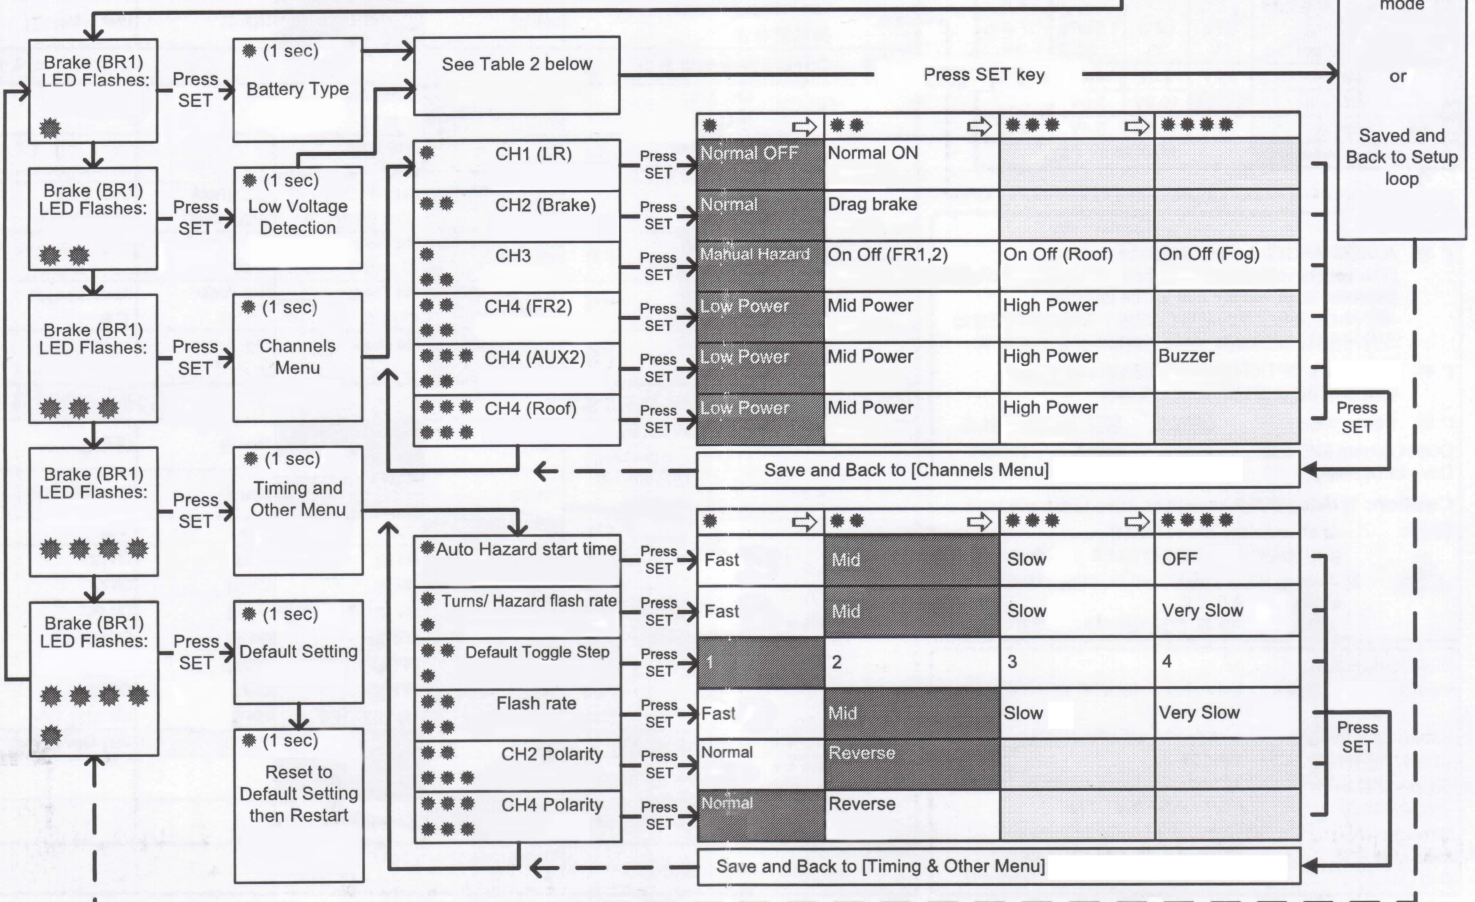 mode
or
Saved and
Back to Setup
loop
Brake (BR1)
LED Flashes:
Press
SET
(1 sec)
Battery Type
See Table 2 below
Press SET key
Brake (BR1)
LED Flashes:
Press
SET
(1 sec)
Low Voltage
Detection
Brake (BR1)
LED Flashes:
Press
SET
(1 sec)
Channels
Menu
CH1 (LR)
Press
SET
Normal OFF
Normal ON
CH2 (Brake)
Press
SET
Normal
Drag brake
CH3
Press
SET
Manual Hazard
On Off (FR1,2)
On Off (Roof)
On Off (Fog)
CH4 (FR2)
Press
SET
Low Power
Mid Power
High Power
CH4 (AUX2)
Press
SET
Low Power
Mid Power
High Power
Buzzer
CH4 (Roof)
Press
SET
Low Power
Mid Power
High Power
Press
SET
Save and Back to [Channels Menu]
Brake (BR1)
LED Flashes:
Press
SET
(1 sec)
Timing and
Other Menu
Auto Hazard start time
Press
SET
Fast
Mid
Slow
OFF
Turns/ Hazard flash rate
Press
SET
Fast
Mid
Slow
Very Slow
Default Toggle Step
Press
SET
1
2
3
4
Flash rate
Press
SET
Fast
Mid
Slow
Very Slow
CH2 Polarity
Press
SET
Normal
Reverse
CH4 Polarity
Press
SET
Normal
Reverse
Press
SET
Save and Back to [Timing & Other Menu]
Brake (BR1)
LED Flashes:
Press
SET
(1 sec)
Default Setting
(1 sec)
Reset to
Default Setting
then Restart